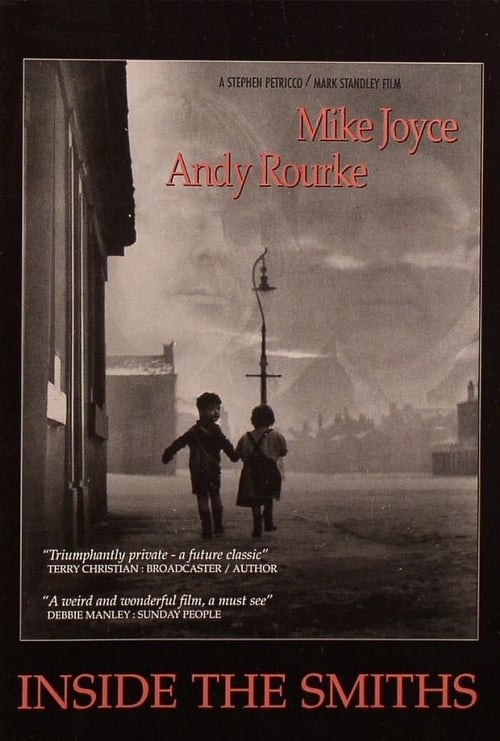 A STEPHEN PETRICCO / MARK STANDLEY FILM
Mike Joyce
Andy Rourke
"Triumphantly private - a future classic"
TERRY CHRISTIAN : BROADCASTER / AUTHOR
"A weird and wonderful film, a must see"
DEBBIE MANLEY : SUNDAY PEOPLE
INSIDE THE SMITHS